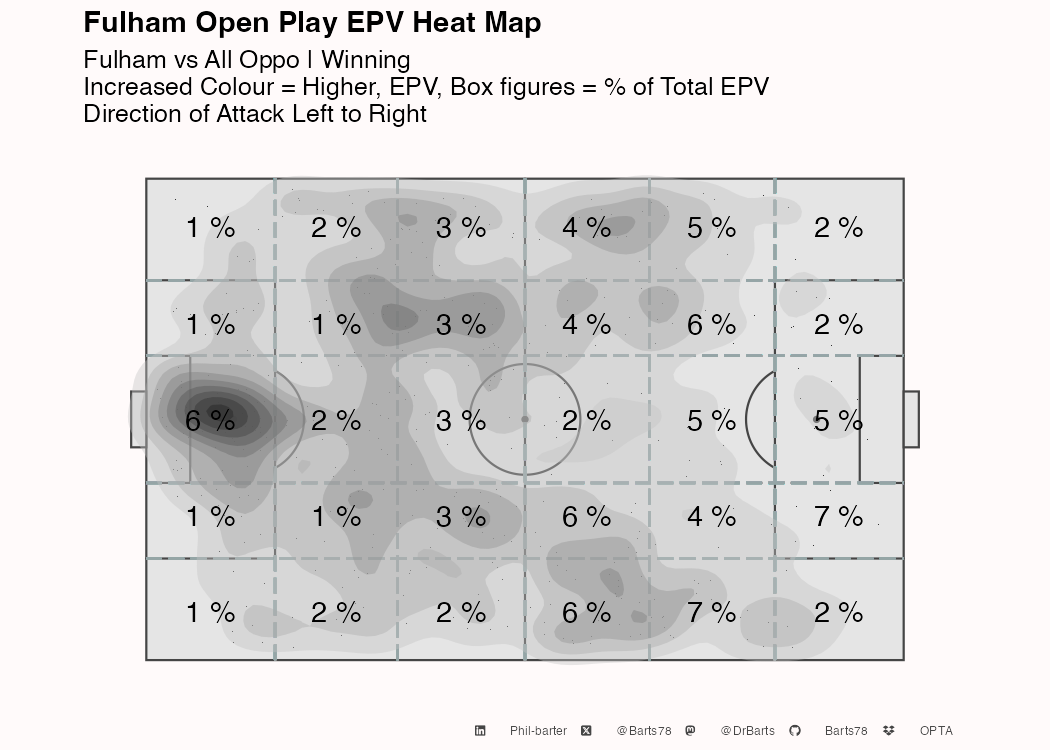 Fulham Open Play EPV Heat Map
Fulham vs All Oppo | Winning
Increased Colour = Higher, EPV, Box figures = % of Total EPV
Direction of Attack Left to Right
1 % 2 % 3 % 4 % 5 % 2 %
1 % 1 % 3 % 4 % 6 % 2 %
6 % 2 % 3 % 2 % 5 % 5 %
1 % 1 % 3 % 6 % 4 % 7 %
1 % 2 % 2 % 6 % 7 % 2 %
Phil-barter @Barts78 @DrBarts Barts78 OPTA